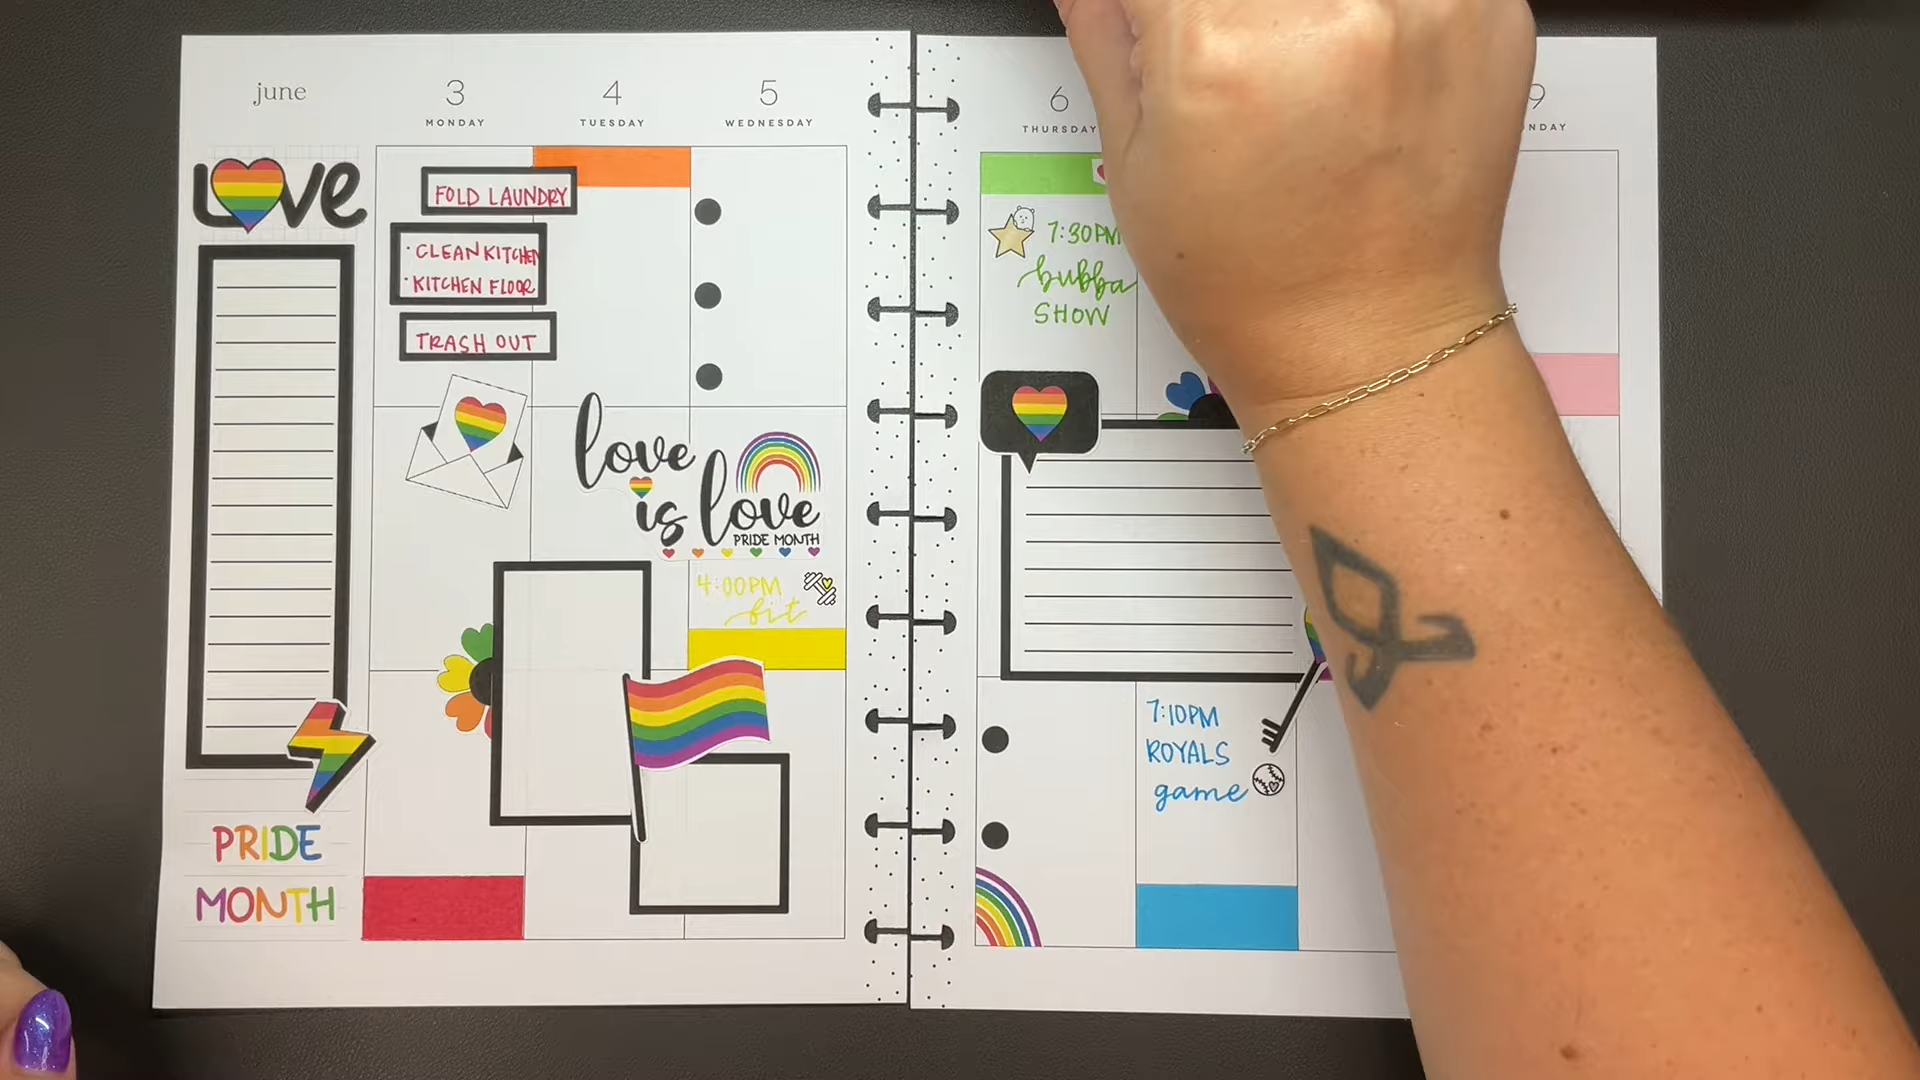 june
3
MONDAY
4
TUESDAY
5
WEDNESDAY
6
THURSDAY
9
LOVE
FOLD LAUNDRY
· CLEAN KITCHEN
· KITCHEN FLOOR
TRASH OUT
love
is love
PRIDE MONTH
4:00PM
fit
PRIDE
MONTH
7:30PM
bubba
SHOW
7:10PM
ROYALS
game